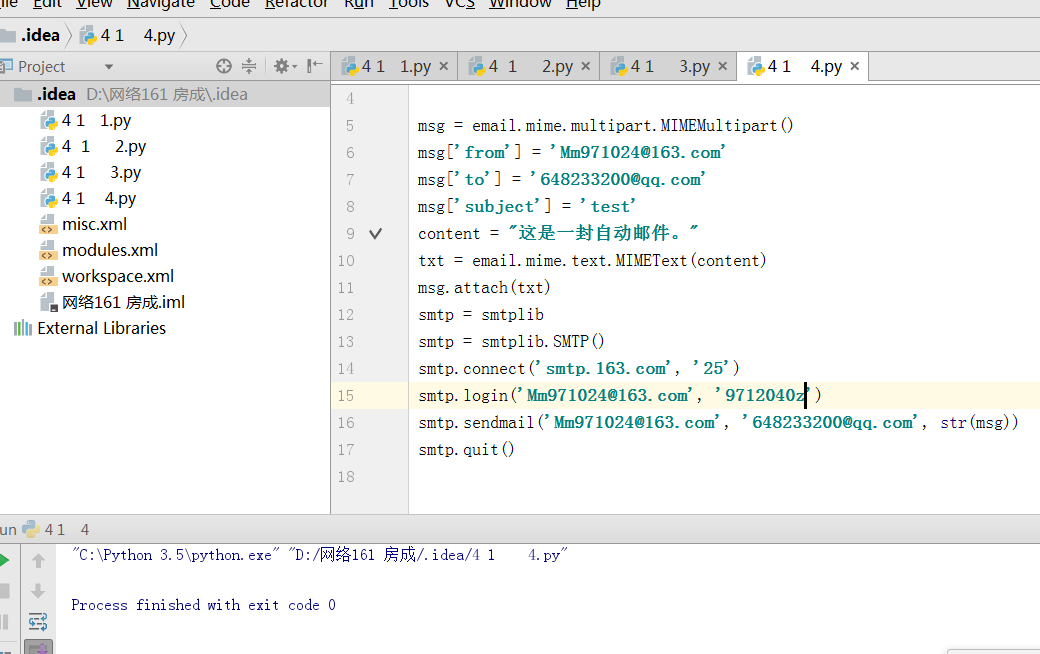 File Edit View Navigate Code Refactor Run Tools VCS Window Help
.idea 4 1 4.py
Project
4 1 1.py × 4 1 2.py × 4 1 3.py × 4 1 4.py ×
.idea D:\网络161 房成\.idea
4 1 1.py
4 1 2.py
4 1 3.py
4 1 4.py
misc.xml
modules.xml
workspace.xml
网络161 房成.iml
External Libraries
4
5 msg = email.mime.multipart.MIMEMultipart()
6 msg['from'] = 'Mm971024@163.com'
7 msg['to'] = '648233200@qq.com'
8 msg['subject'] = 'test'
9 content = "这是一封自动邮件。"
10 txt = email.mime.text.MIMEText(content)
11 msg.attach(txt)
12 smtp = smtplib
13 smtp = smtplib.SMTP()
14 smtp.connect('smtp.163.com', '25')
15 smtp.login('Mm971024@163.com', '9712040z')
16 smtp.sendmail('Mm971024@163.com', '648233200@qq.com', str(msg))
17 smtp.quit()
18
un 4 1 4
"C:\Python 3.5\python.exe" "D:/网络161 房成/.idea/4 1 4.py"
Process finished with exit code 0